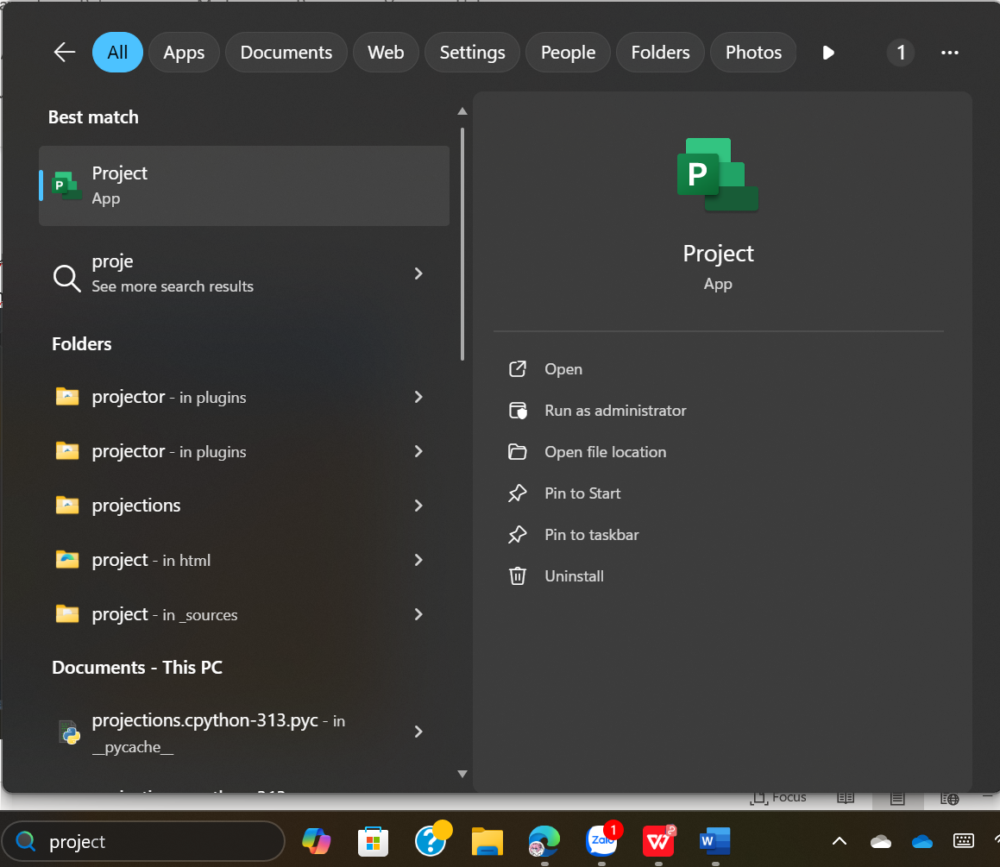 All
Apps
Documents
Web
Settings
People
Folders
Photos
1
Best match
Project
App
proje
See more search results
Folders
projector - in plugins
projector - in plugins
projections
project - in html
project - in _sources
Documents - This PC
projections.cpython-313.pyc - in
__pycache__
P
Project
App
Open
Run as administrator
Open file location
Pin to Start
Pin to taskbar
Uninstall
Focus
project
Zalo
1
W